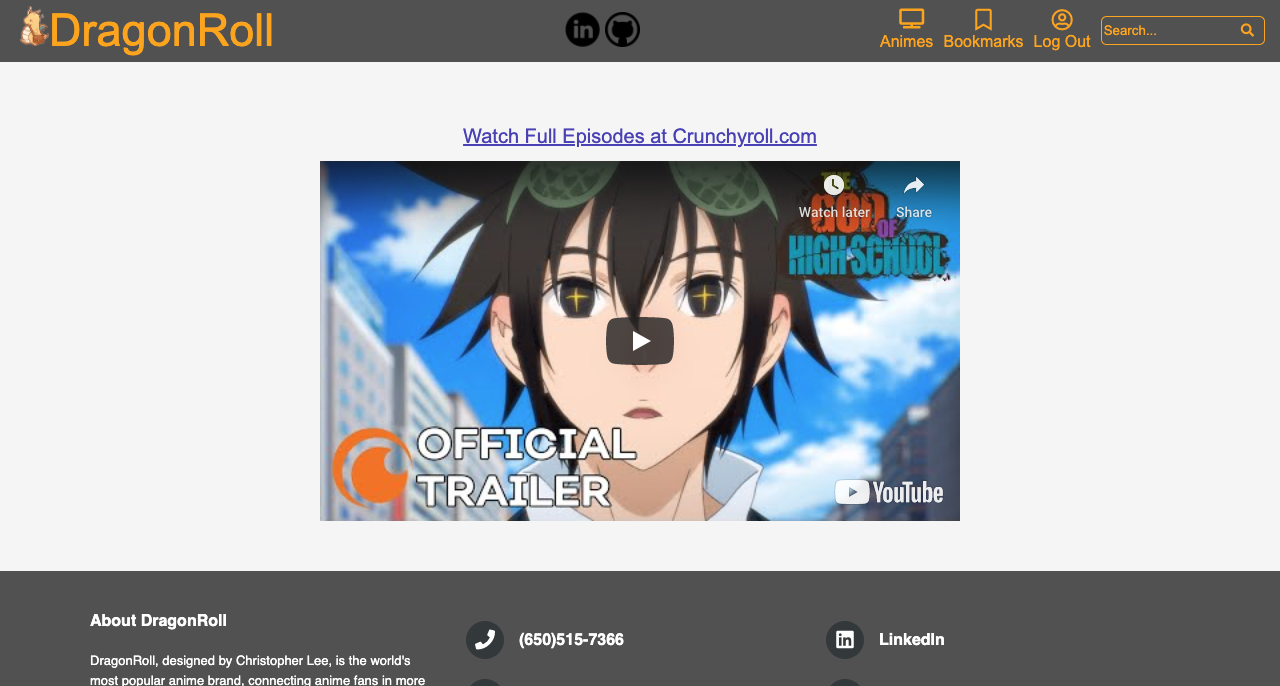 DragonRoll
in
Animes
Bookmarks
Log Out
Search...
Watch Full Episodes at Crunchyroll.com
Watch later
Share
THE
GOD
OF
HIGH SCHOOL
OFFICIAL
TRAILER
YouTube
About DragonRoll
DragonRoll, designed by Christopher Lee, is the world's
most popular anime brand, connecting anime fans in more
(650)515-7366
in
LinkedIn